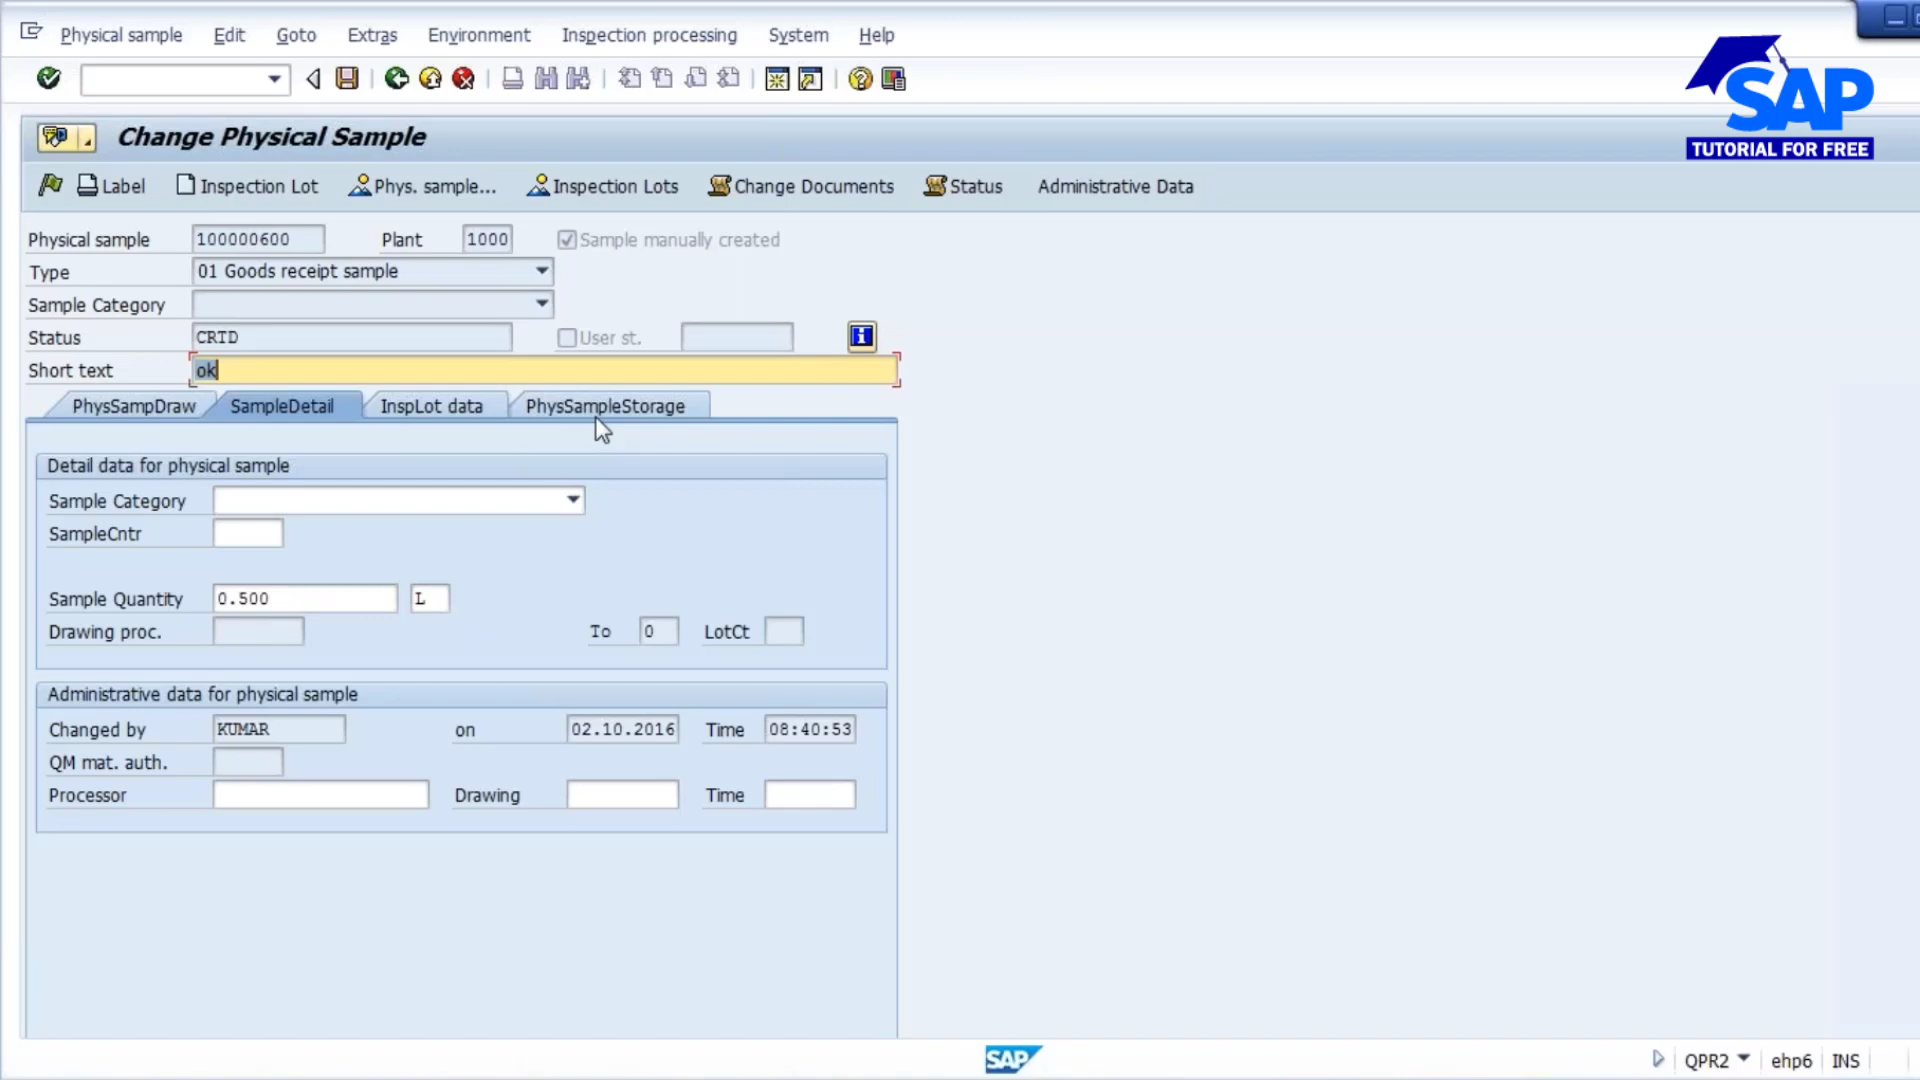 Physical sample Edit Goto Extras Environment Inspection processing System Help
SAP
TUTORIAL FOR FREE
Change Physical Sample
Label Inspection Lot Phys. sample... Inspection Lots Change Documents Status Administrative Data
Physical sample 100000600 Plant 1000 Sample manually created
Type 01 Goods receipt sample
Sample Category
Status CRTD User st.
Short text ok
PhysSampDraw SampleDetail InspLot data PhysSampleStorage
Detail data for physical sample
Sample Category
SampleCntr
Sample Quantity 0.500 L
Drawing proc. To 0 LotCt
Administrative data for physical sample
Changed by KUMAR on 02.10.2016 Time 08:40:53
QM mat. auth.
Processor Drawing Time
SAP QPR2 ehp6 INS